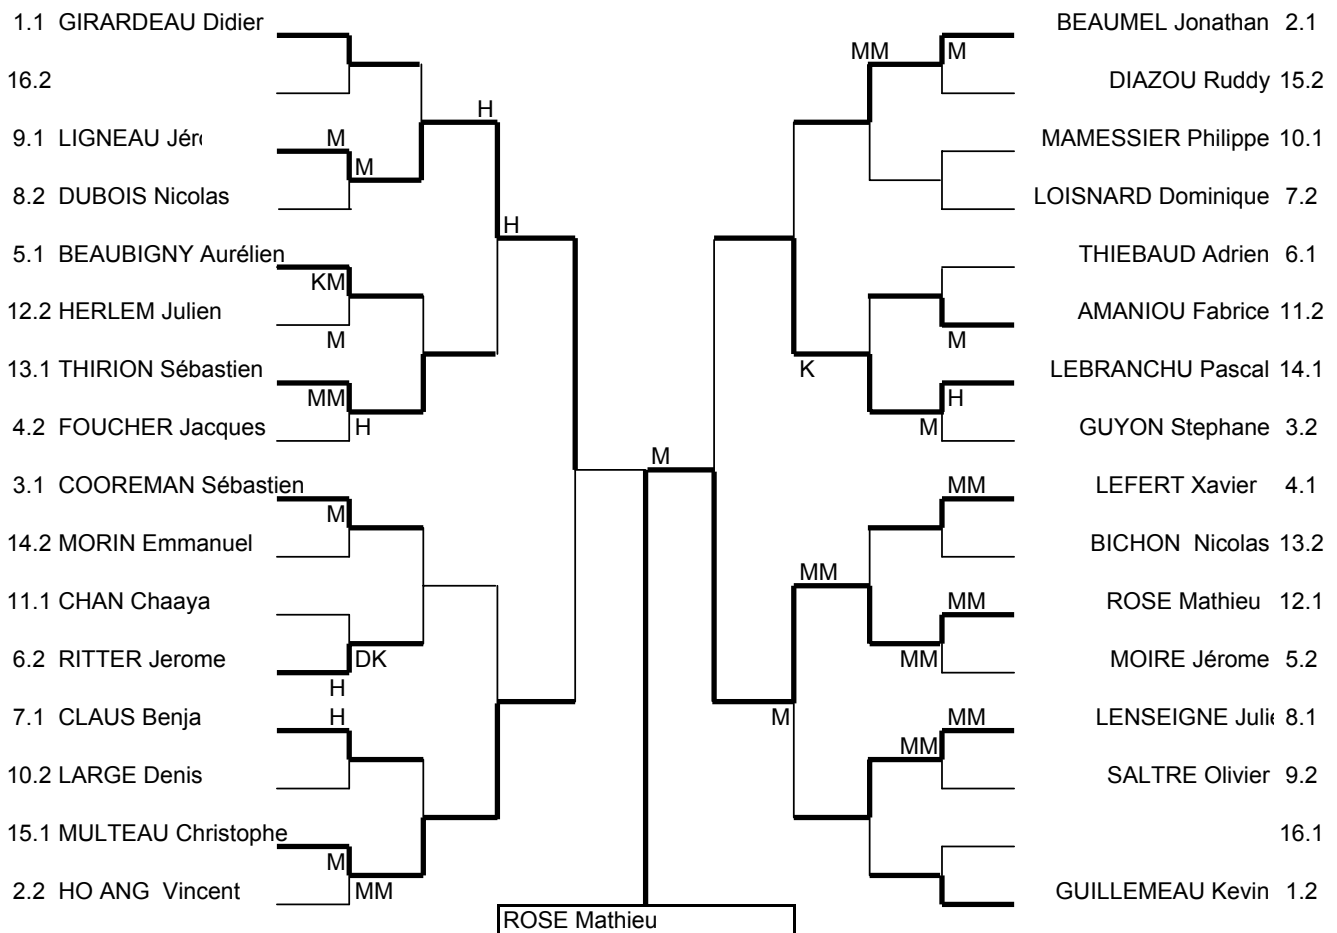 1.1 GIRARDEAU Didier
16.2
H
9.1 LIGNEAU Jér
M
M
8.2 DUBOIS Nicolas
H
5.1 BEAUBIGNY Aurélien
KM
12.2 HERLEM Julien
M
13.1 THIRION Sébastien
MM
4.2 FOUCHER Jacques
H
3.1 COOREMAN Sébastien
M
14.2 MORIN Emmanuel
11.1 CHAN Chaaya
6.2 RITTER Jerome
DK
H
7.1 CLAUS Benja
H
10.2 LARGE Denis
15.1 MULTEAU Christophe
M
2.2 HO ANG Vincent
MM
M
ROSE Mathieu
BEAUMEL Jonathan 2.1
MM
M
DIAZOU Ruddy 15.2
MAMESSIER Philippe 10.1
LOISNARD Dominique 7.2
THIEBAUD Adrien 6.1
AMANIOU Fabrice 11.2
M
K
LEBRANCHU Pascal 14.1
H
M
GUYON Stephane 3.2
MM
LEFERT Xavier 4.1
BICHON Nicolas 13.2
MM
MM
ROSE Mathieu 12.1
MM
MOIRE Jérome 5.2
M
MM
LENSEIGNE Julie 8.1
MM
SALTRE Olivier 9.2
16.1
GUILLEMEAU Kevin 1.2